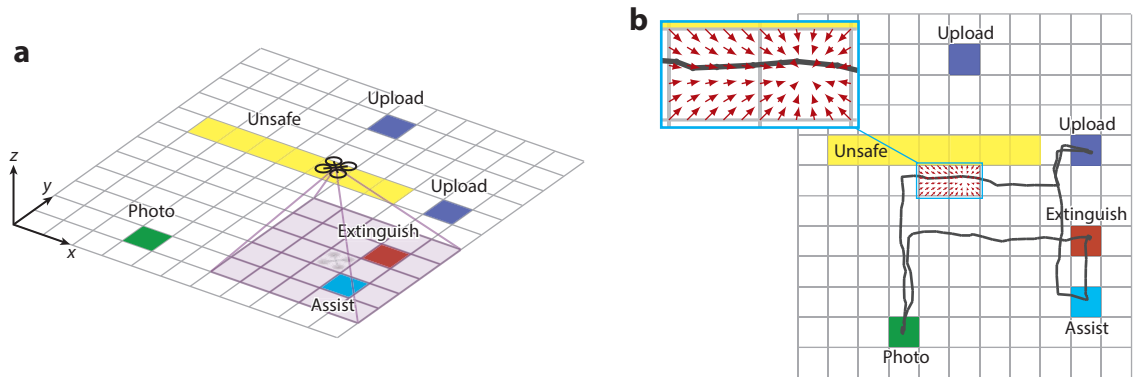 a
Upload
Unsafe
z
y
Upload
Photo
Extinguish
x
Assist
b
Upload
Upload
Unsafe
Extinguish
Assist
Photo